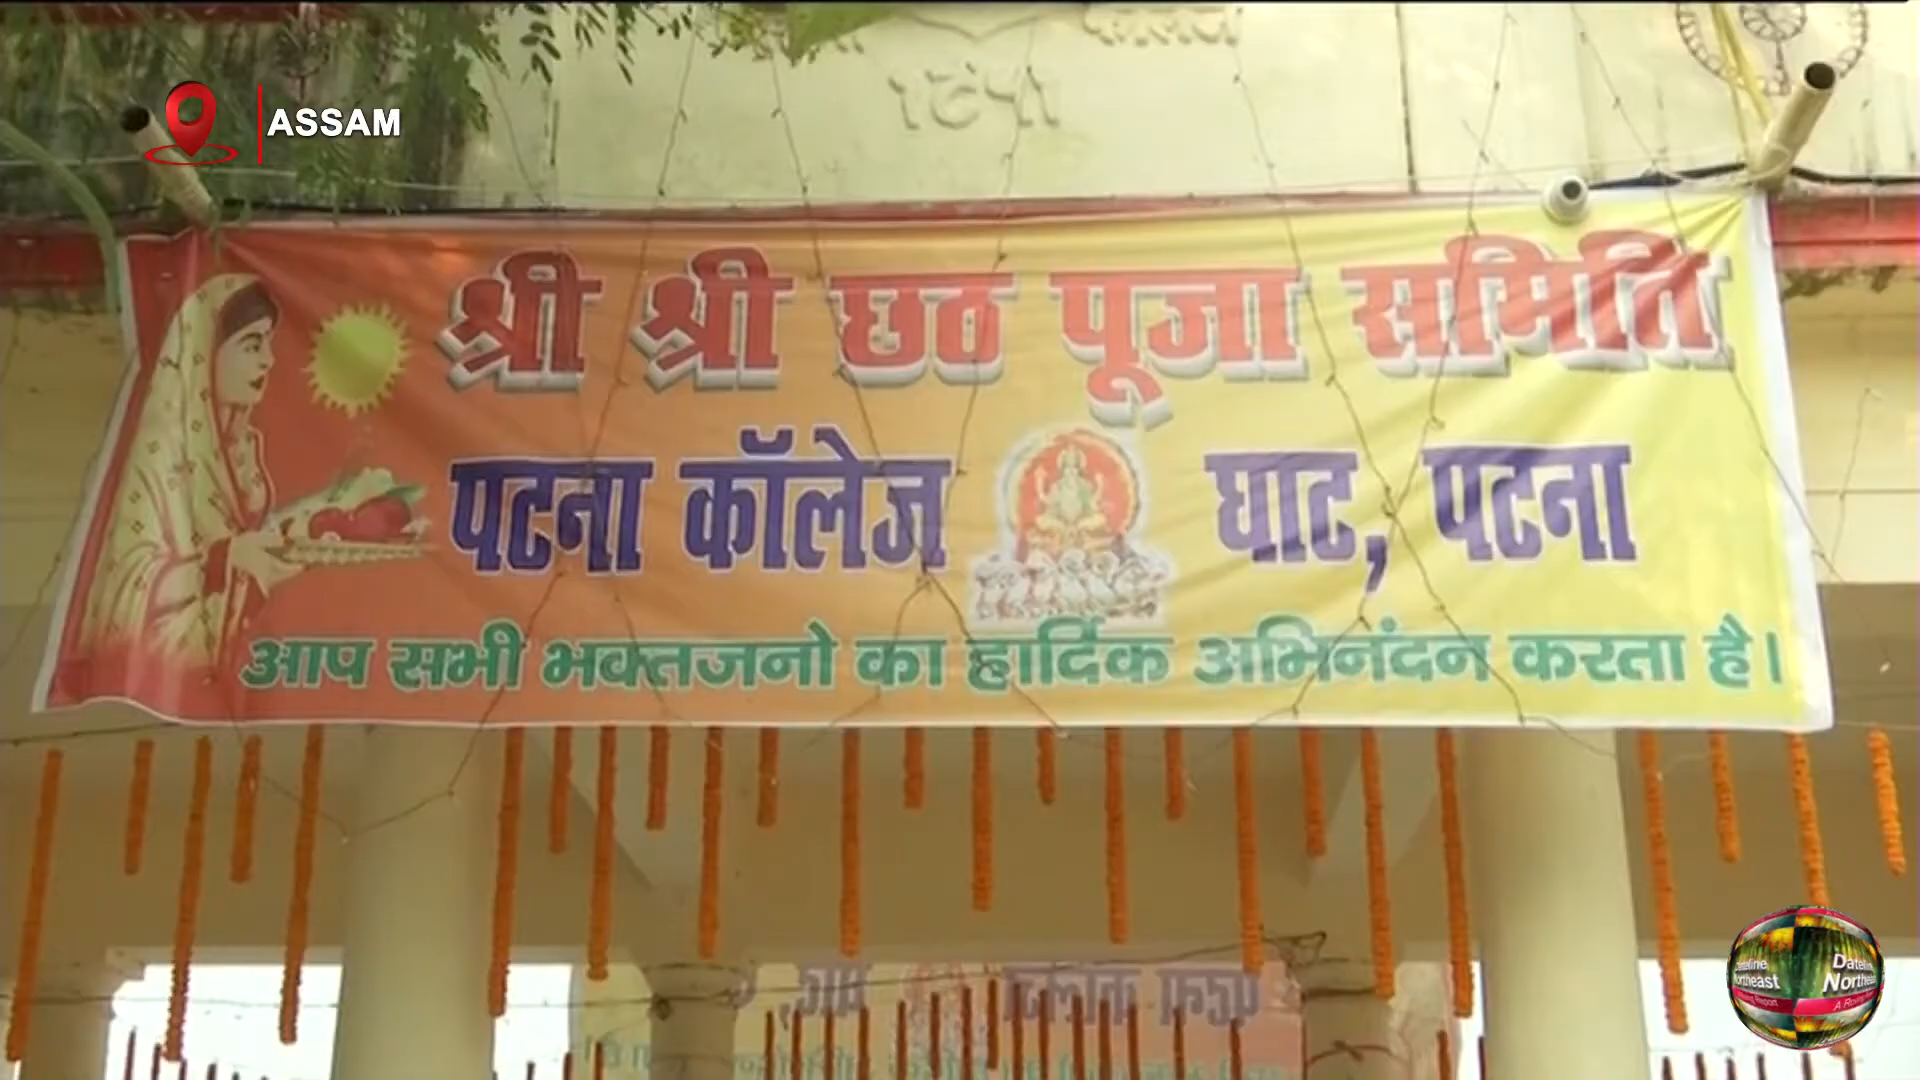 ASSAM
श्री श्री छठ पूजा समिति
पटना कॉलेज घाट, पटना
आप सभी भक्तजनो का हार्दिक अभिनंदन करता है।
Dateline
Northeast